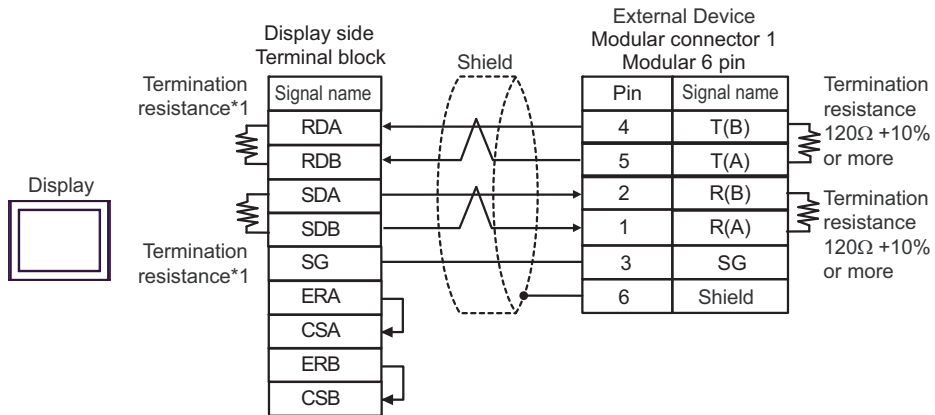 External Device
Modular connector 1
Modular 6 pin
Display side
Terminal block
Shield
Termination
resistance*1
Termination
resistance
120Ω +10%
or more
Signal name
Pin
Signal name
RDA
4
T(B)
RDB
5
T(A)
Display
SDA
2
R(B)
SDB
1
R(A)
Termination
resistance
120Ω +10%
or more
Termination
resistance*1
SG
3
SG
ERA
6
Shield
CSA
ERB
CSB